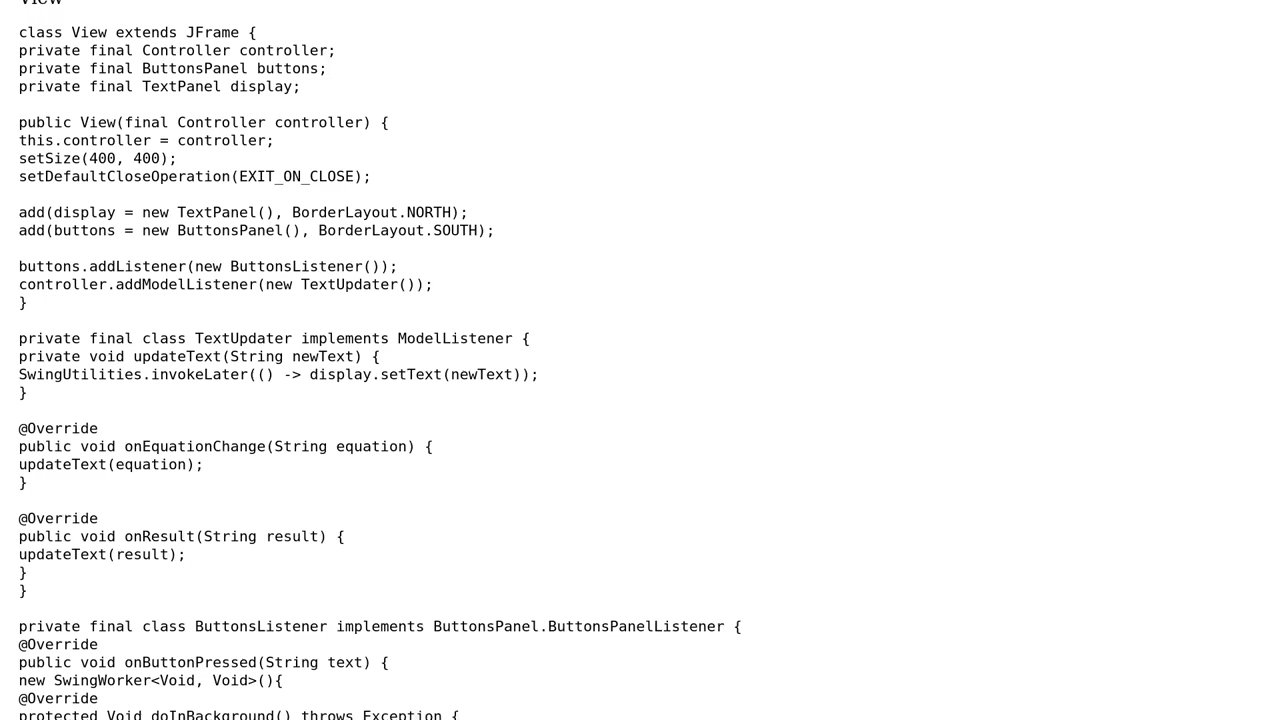 View
class View extends JFrame {
private final Controller controller;
private final ButtonsPanel buttons;
private final TextPanel display;

public View(final Controller controller) {
this.controller = controller;
setSize(400, 400);
setDefaultCloseOperation(EXIT_ON_CLOSE);

add(display = new TextPanel(), BorderLayout.NORTH);
add(buttons = new ButtonsPanel(), BorderLayout.SOUTH);

buttons.addListener(new ButtonsListener());
controller.addModelListener(new TextUpdater());
}

private final class TextUpdater implements ModelListener {
private void updateText(String newText) {
SwingUtilities.invokeLater(() -> display.setText(newText));
}

@Override
public void onEquationChange(String equation) {
updateText(equation);
}

@Override
public void onResult(String result) {
updateText(result);
}
}

private final class ButtonsListener implements ButtonsPanel.ButtonsPanelListener {
@Override
public void onButtonPressed(String text) {
new SwingWorker<Void, Void>(){
@Override
protected Void doInBackground() throws Exception {